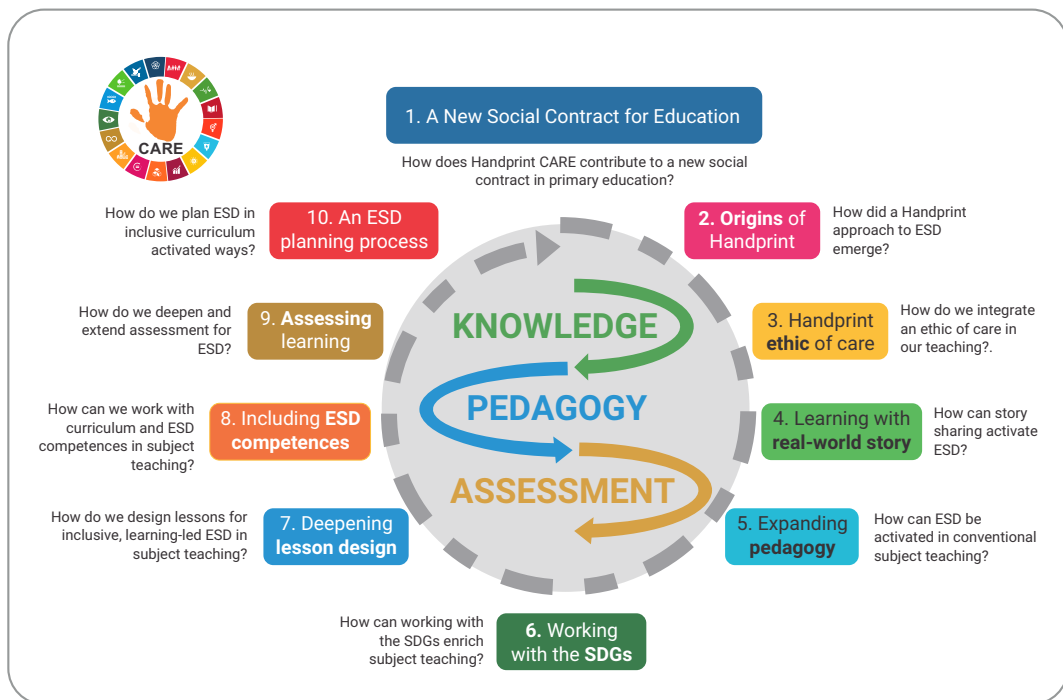 CARE
1. A New Social Contract for Education
How does Handprint CARE contribute to a new social
contract in primary education?
2. Origins of
Handprint
How did a Handprint
approach to ESD
emerge?
3. Handprint
ethic of care
How do we integrate
an ethic of care in
our teaching?.
4. Learning with
real-world story
How can story
sharing activate
ESD?
5. Expanding
pedagogy
How can ESD be
activated in conventional
subject teaching?
6. Working
with the SDGs
How can working with
the SDGs enrich
subject teaching?
7. Deepening
lesson design
How do we design lessons for
inclusive, learning-led ESD in
subject teaching?
8. Including ESD
competences
How can we work with
curriculum and ESD
competences in subject
teaching?
9. Assessing
learning
How do we deepen and
extend assessment for
ESD?
10. An ESD
planning process
How do we plan ESD in
inclusive curriculum
activated ways?
KNOWLEDGE
PEDAGOGY
ASSESSMENT